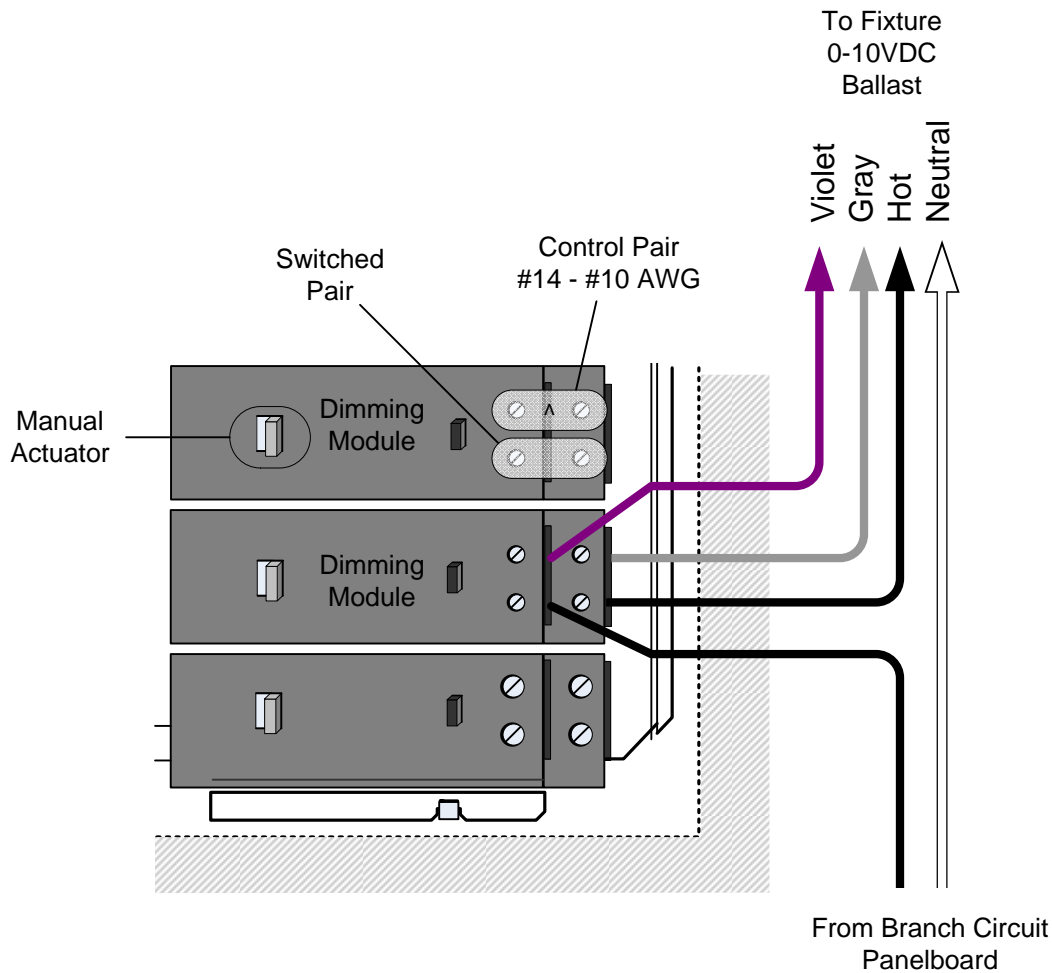 To Fixture
0-10VDC
Ballast
Violet
Gray
Hot
Neutral
Switched
Pair
Control Pair
#14 - #10 AWG
Manual
Actuator
Dimming
Module
^
Dimming
Module
From Branch Circuit
Panelboard